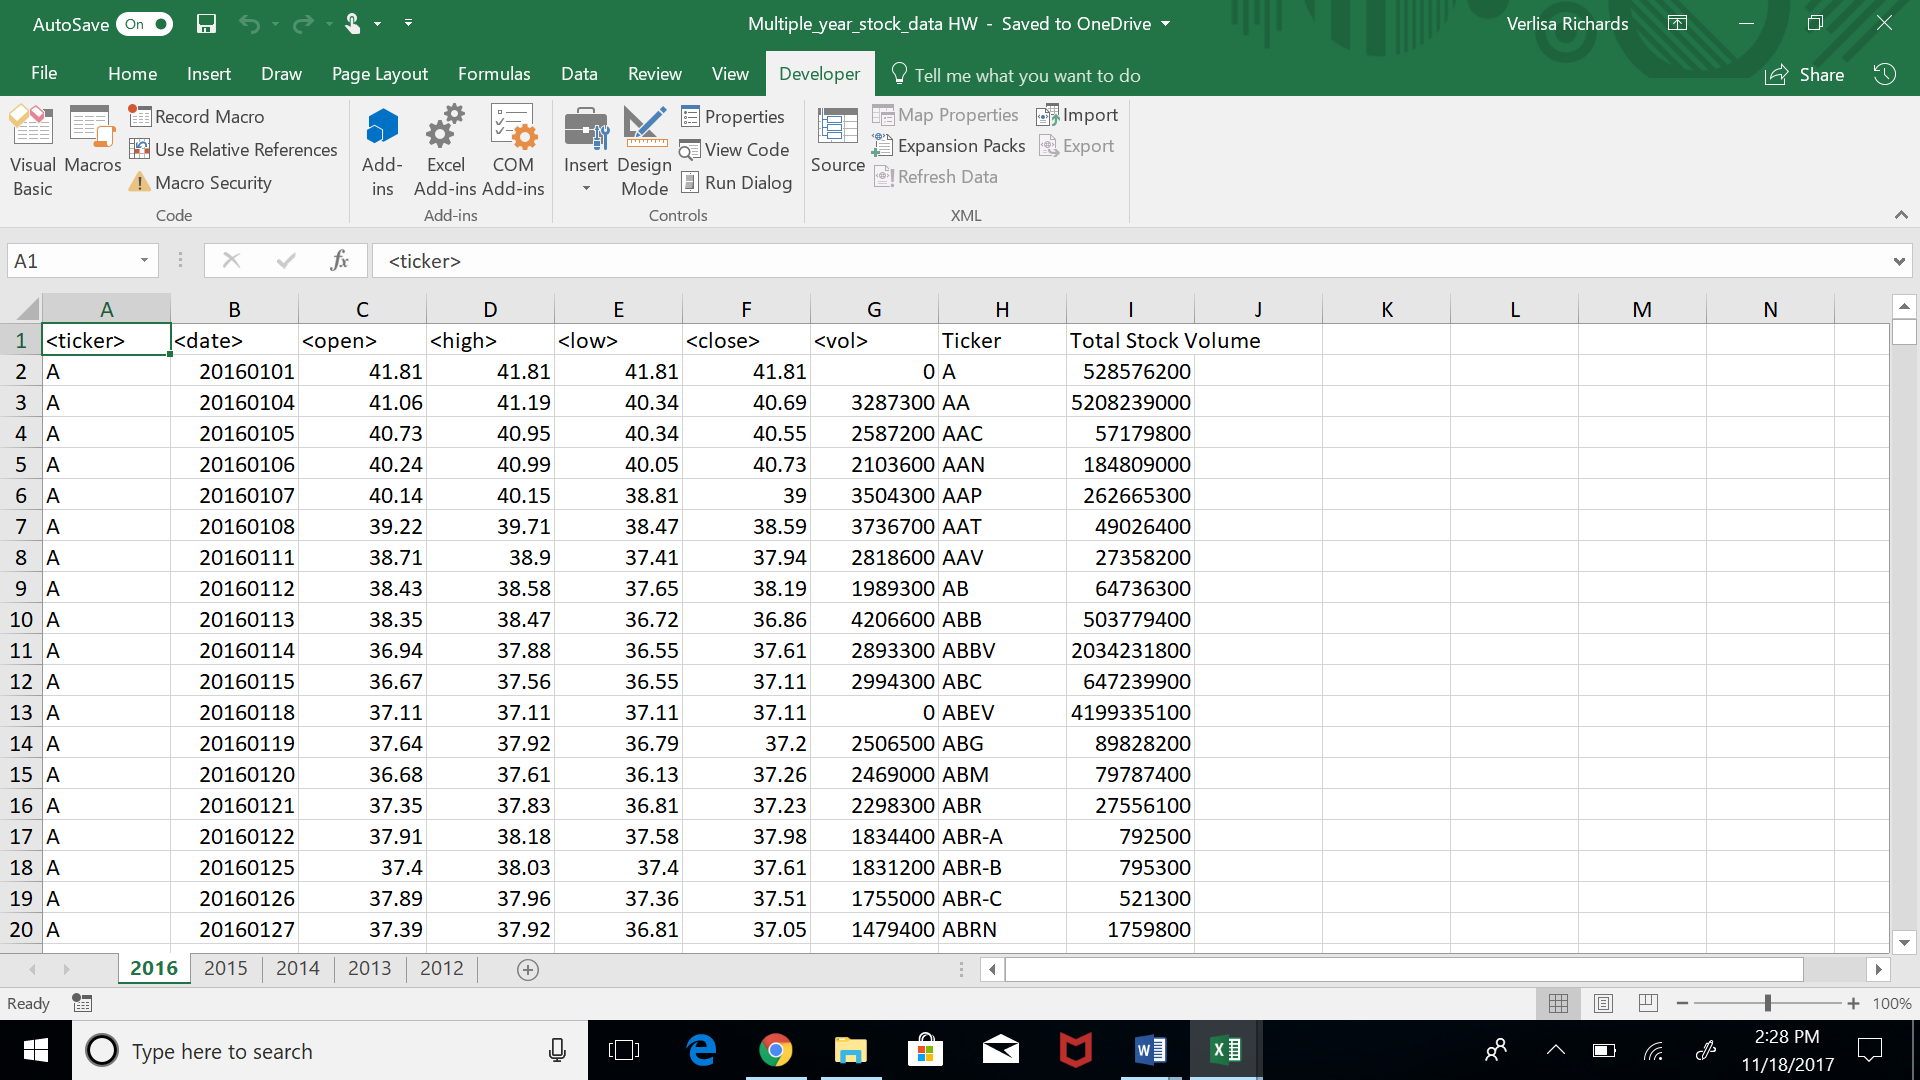 AutoSave On Multiple_year_stock_data HW - Saved to OneDrive Verlisa Richards
File Home Insert Draw Page Layout Formulas Data Review View Developer Tell me what you want to do Share
Visual Basic
Macros
Record Macro
Use Relative References
Macro Security
Code
Add-ins
Excel Add-ins
COM Add-ins
Add-ins
Insert
Design Mode
Properties
View Code
Run Dialog
Controls
Source
Map Properties
Expansion Packs
Refresh Data
Import
Export
XML
A1 fx <ticker>
A B C D E F G H I J K L M N
1 <ticker> <date> <open> <high> <low> <close> <vol> Ticker Total Stock Volume
2 A 20160101 41.81 41.81 41.81 41.81 0 A 528576200
3 A 20160104 41.06 41.19 40.34 40.69 3287300 AA 5208239000
4 A 20160105 40.73 40.95 40.34 40.55 2587200 AAC 57179800
5 A 20160106 40.24 40.99 40.05 40.73 2103600 AAN 184809000
6 A 20160107 40.14 40.15 38.81 39 3504300 AAP 262665300
7 A 20160108 39.22 39.71 38.47 38.59 3736700 AAT 49026400
8 A 20160111 38.71 38.9 37.41 37.94 2818600 AAV 27358200
9 A 20160112 38.43 38.58 37.65 38.19 1989300 AB 64736300
10 A 20160113 38.35 38.47 36.72 36.86 4206600 ABB 503779400
11 A 20160114 36.94 37.88 36.55 37.61 2893300 ABBV 2034231800
12 A 20160115 36.67 37.56 36.55 37.11 2994300 ABC 647239900
13 A 20160118 37.11 37.11 37.11 37.11 0 ABEV 4199335100
14 A 20160119 37.64 37.92 36.79 37.2 2506500 ABG 89828200
15 A 20160120 36.68 37.61 36.13 37.26 2469000 ABM 79787400
16 A 20160121 37.35 37.83 36.81 37.23 2298300 ABR 27556100
17 A 20160122 37.91 38.18 37.58 37.98 1834400 ABR-A 792500
18 A 20160125 37.4 38.03 37.4 37.61 1831200 ABR-B 795300
19 A 20160126 37.89 37.96 37.36 37.51 1755000 ABR-C 521300
20 A 20160127 37.39 37.92 36.81 37.05 1479400 ABRN 1759800
2016 2015 2014 2013 2012
Ready 100%
Type here to search
2:28 PM
11/18/2017